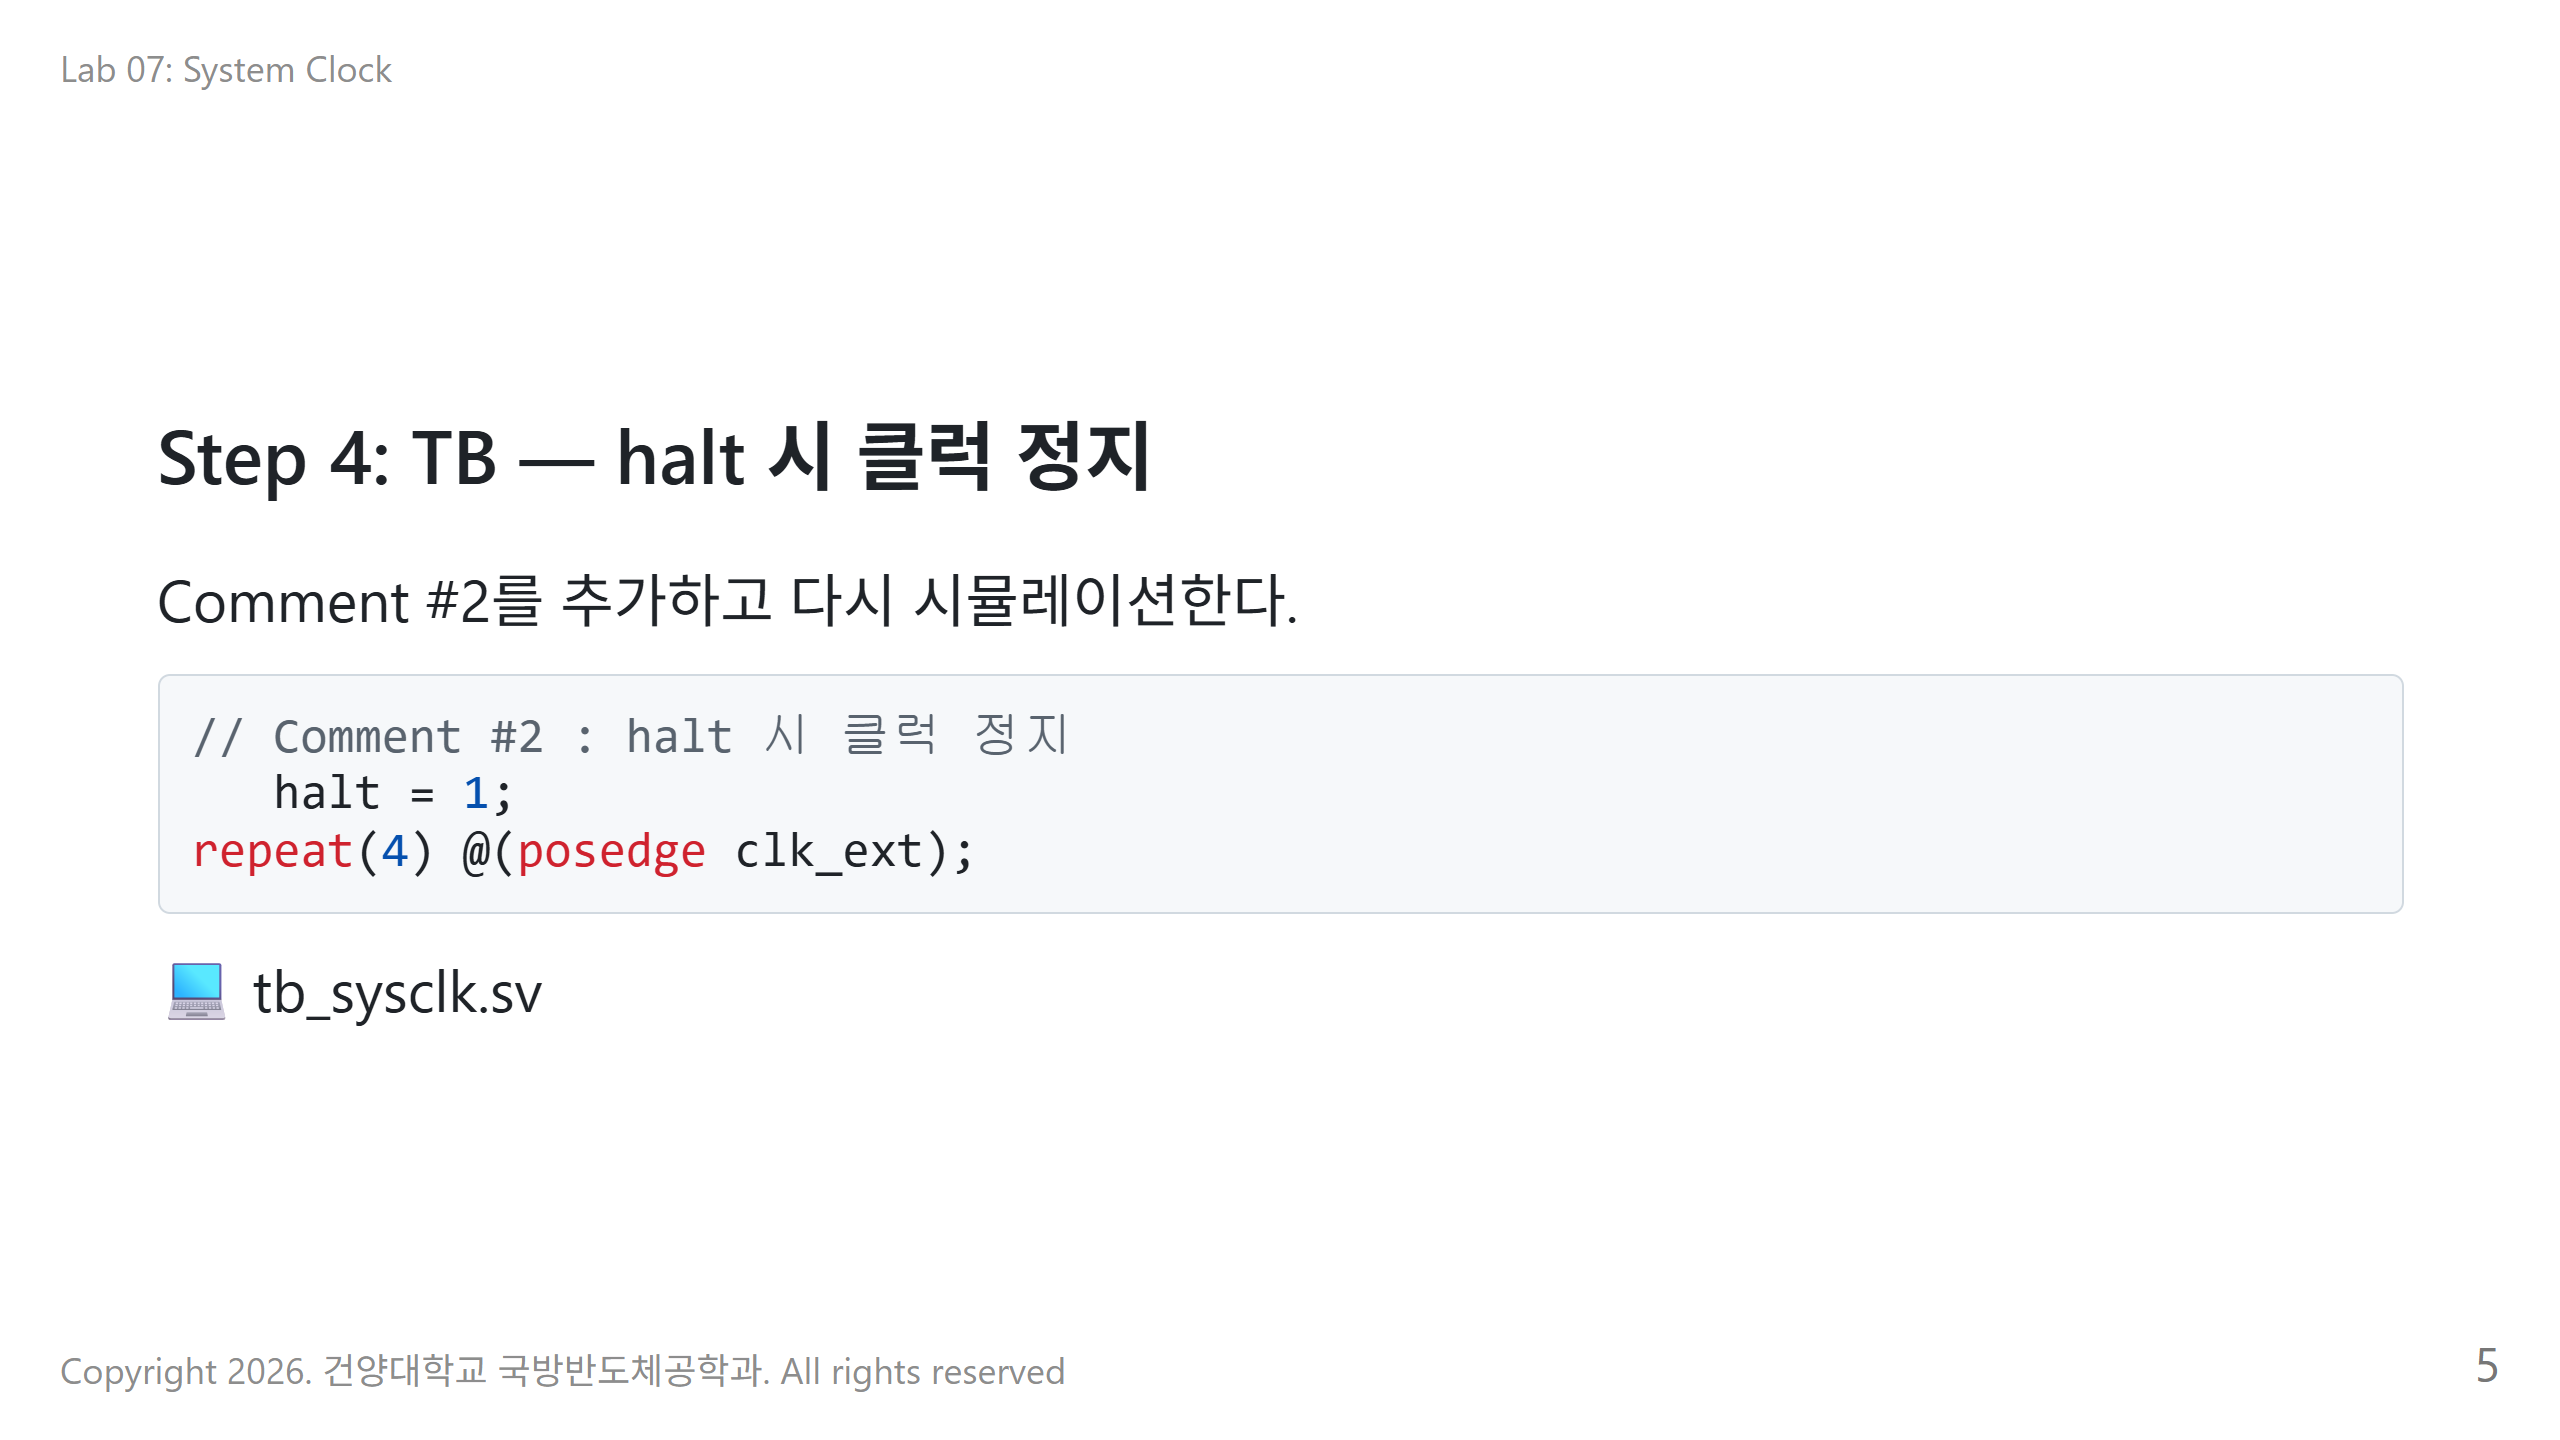 Lab 07: System Clock
Step 4: TB — halt 시 클럭 정지
Comment #2를 추가하고 다시 시뮬레이션한다.
// Comment #2 : halt 시 클럭 정지
   halt = 1;
repeat(4) @(posedge clk_ext);
💻 tb_sysclk.sv
Copyright 2026. 건양대학교 국방반도체공학과. All rights reserved
5